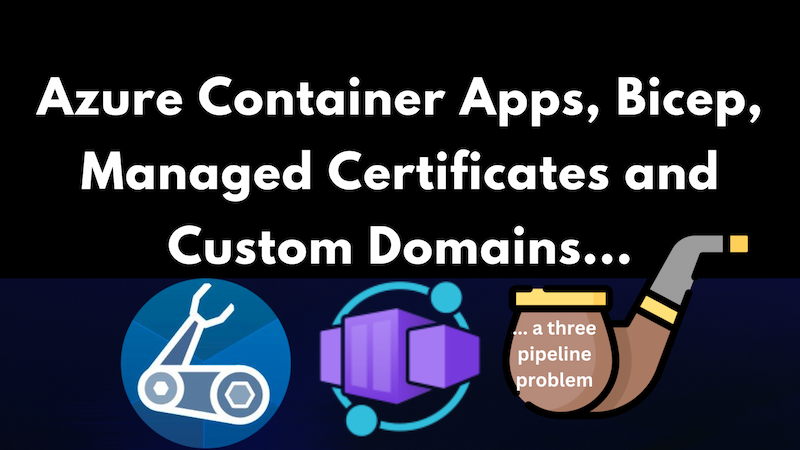 Azure Container Apps, Bicep,
Managed Certificates and
Custom Domains...
... a three
pipeline
problem